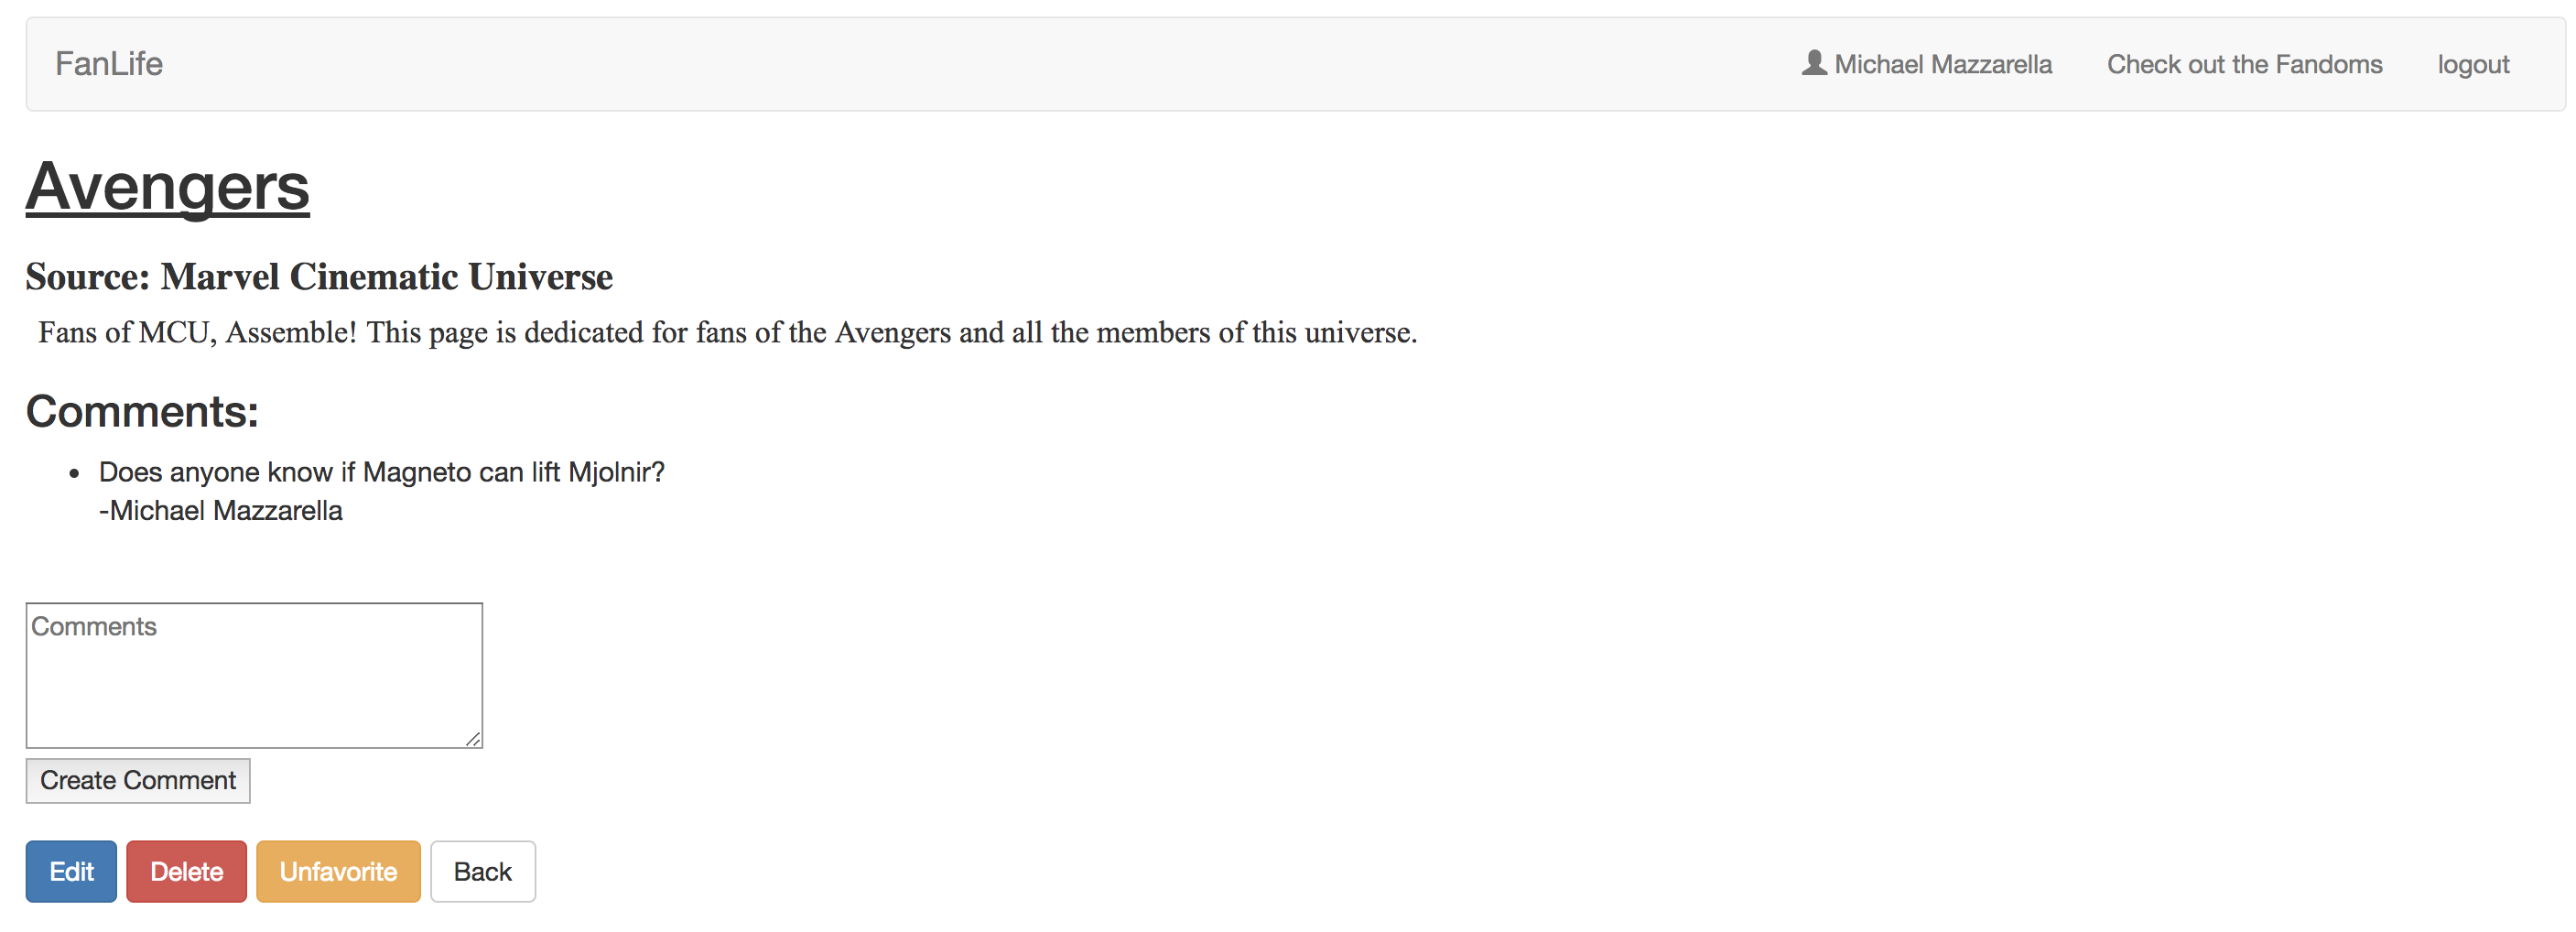 FanLife Michael Mazzarella Check out the Fandoms logout
Avengers
Source: Marvel Cinematic Universe
Fans of MCU, Assemble! This page is dedicated for fans of the Avengers and all the members of this universe.
Comments:
• Does anyone know if Magneto can lift Mjolnir?
-Michael Mazzarella
Comments
Create Comment
Edit Delete Unfavorite Back